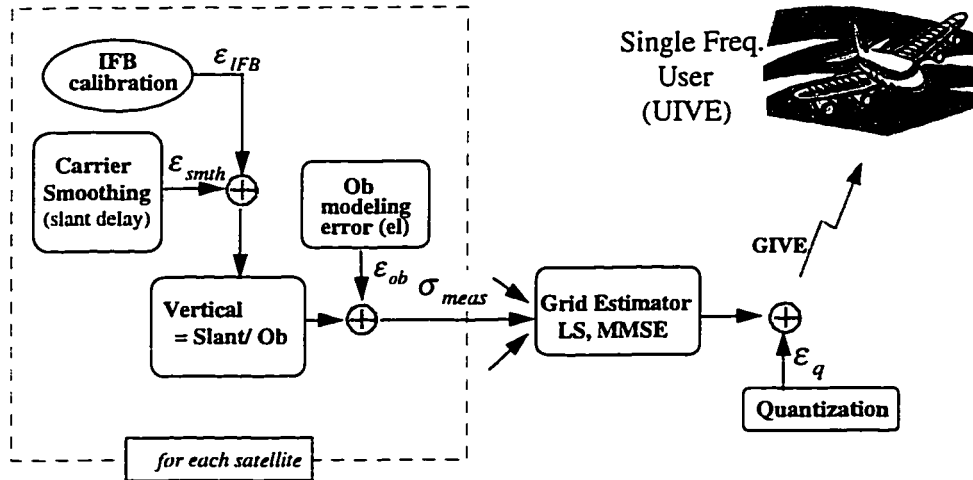 IFB
calibration
ε_IFB
Carrier
Smoothing
(slant delay)
ε_smth
Ob
modeling
error (el)
ε_ob
Vertical
= Slant/ Ob
σ_meas
for each satellite
Grid Estimator
LS, MMSE
ε_q
Quantization
GIVE
Single Freq.
User
(UIVE)